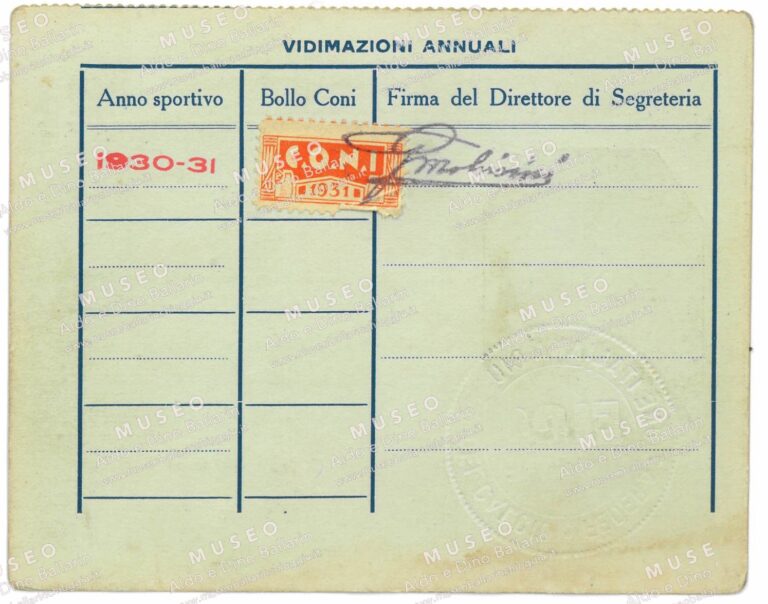 VIDIMAZIONI ANNUALI
Anno sportivo
Bollo Coni
Firma del Direttore di Segreteria
1930-31
C.O.N.I
1931
MUSEO
Aldo e Dino Ballarin